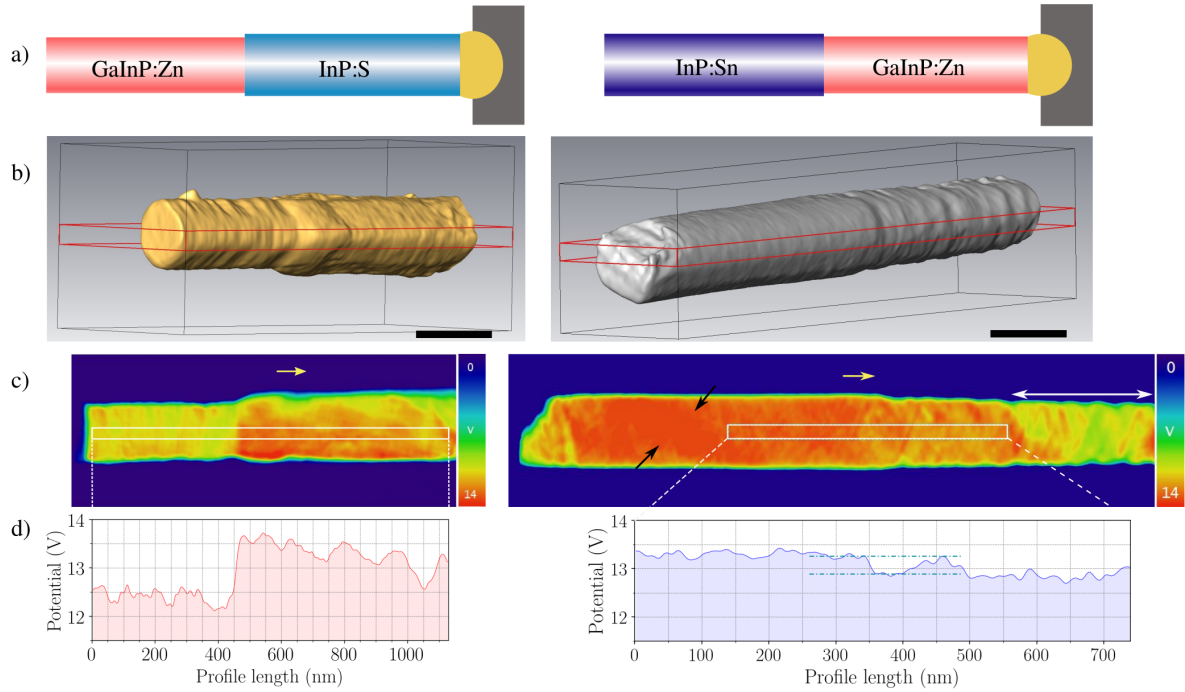 a)
GaInP:Zn InP:S
InP:Sn GaInP:Zn
b)
c)
0
V
14
0
V
14
d)
Potential (V)
14
13
12
0 200 400 600 800 1000
Profile length (nm)
Potential (V)
14
13
12
0 100 200 300 400 500 600 700
Profile length (nm)